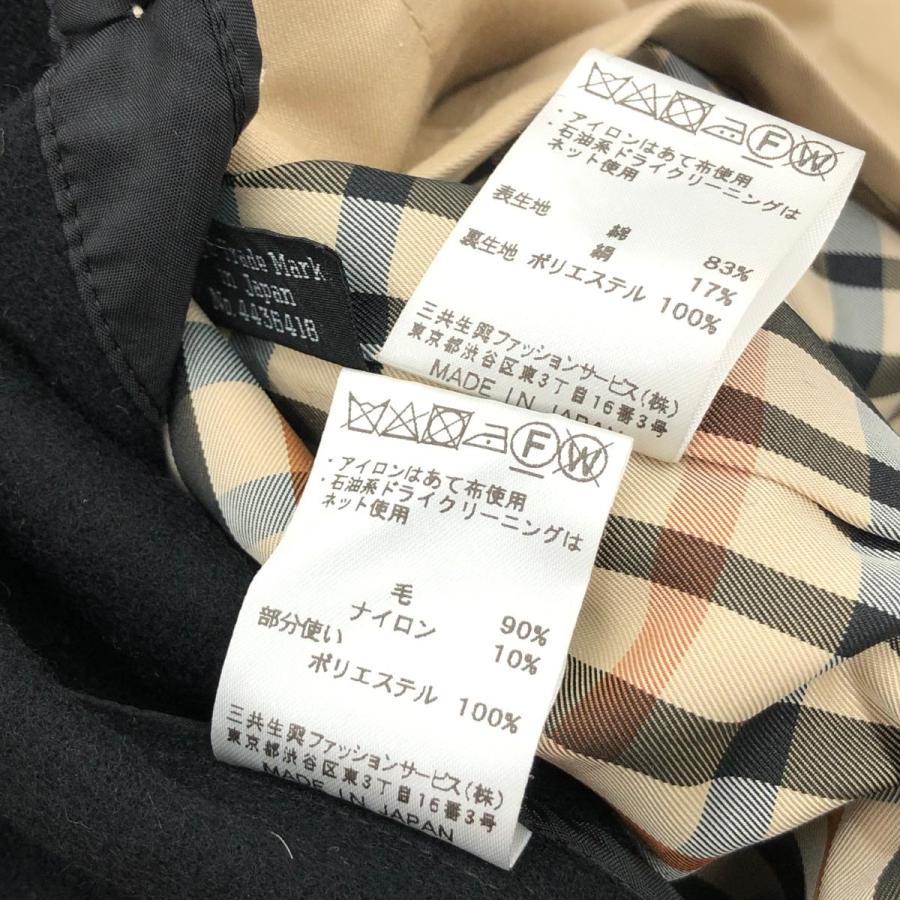 ・アイロンはあて布使用
・石油系ドライクリーニングは
ネット使用
表生地
綿 83%
絹 17%
裏生地 ポリエステル 100%
三共生興ファッションサービス(株)
東京都渋谷区東3丁目16番3号
MADE IN JAPAN
Trade Mark
in Japan
No.4436418
F
W
・アイロンはあて布使用
・石油系ドライクリーニングは
ネット使用
毛 90%
ナイロン 10%
部分使い
ポリエステル 100%
三共生興ファッションサービス(株)
東京都渋谷区東3丁目16番3号
MADE IN JAPAN